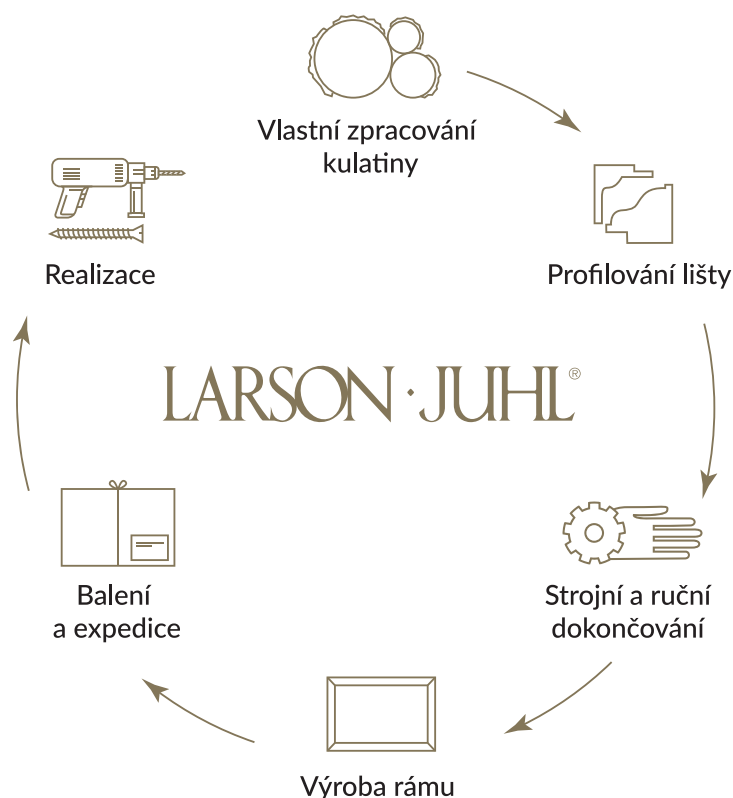 Vlastní zpracování
kulatiny
Profilování lišty
Strojní a ruční
dokončování
Výroba rámu
Balení
a expedice
Realizace
LARSON·JUHL®